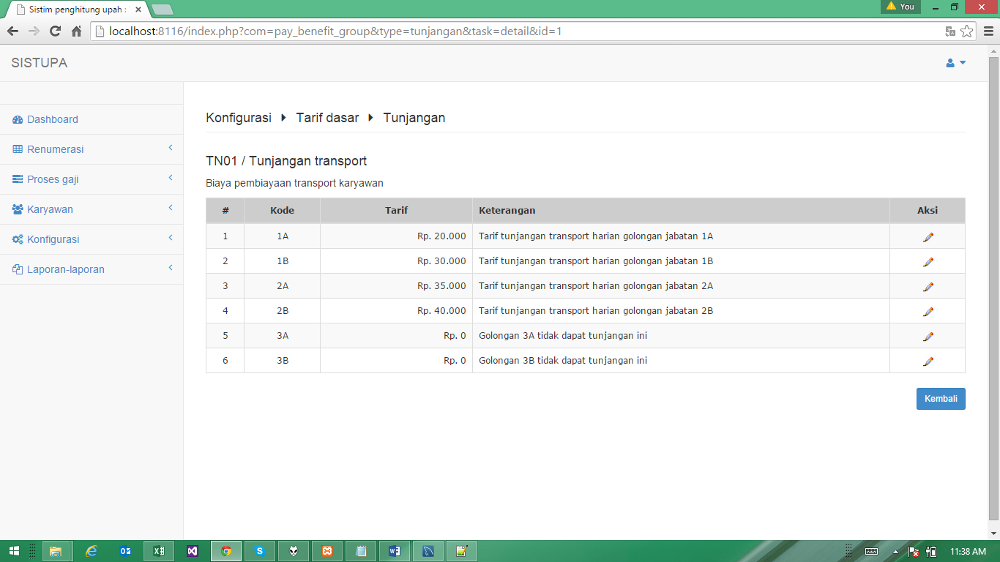 Sistim penghitung upah :
You
localhost:8116/index.php?com=pay_benefit_group&type=tunjangan&task=detail&id=1
SISTUPA
Dashboard
Renumerasi
Proses gaji
Karyawan
Konfigurasi
Laporan-laporan
Konfigurasi Tarif dasar Tunjangan
TN01 / Tunjangan transport
Biaya pembiayaan transport karyawan
# Kode Tarif Keterangan Aksi
1 1A Rp. 20.000 Tarif tunjangan transport harian golongan jabatan 1A
2 1B Rp. 30.000 Tarif tunjangan transport harian golongan jabatan 1B
3 2A Rp. 35.000 Tarif tunjangan transport harian golongan jabatan 2A
4 2B Rp. 40.000 Tarif tunjangan transport harian golongan jabatan 2B
5 3A Rp. 0 Golongan 3A tidak dapat tunjangan ini
6 3B Rp. 0 Golongan 3B tidak dapat tunjangan ini
Kembali
11:38 AM